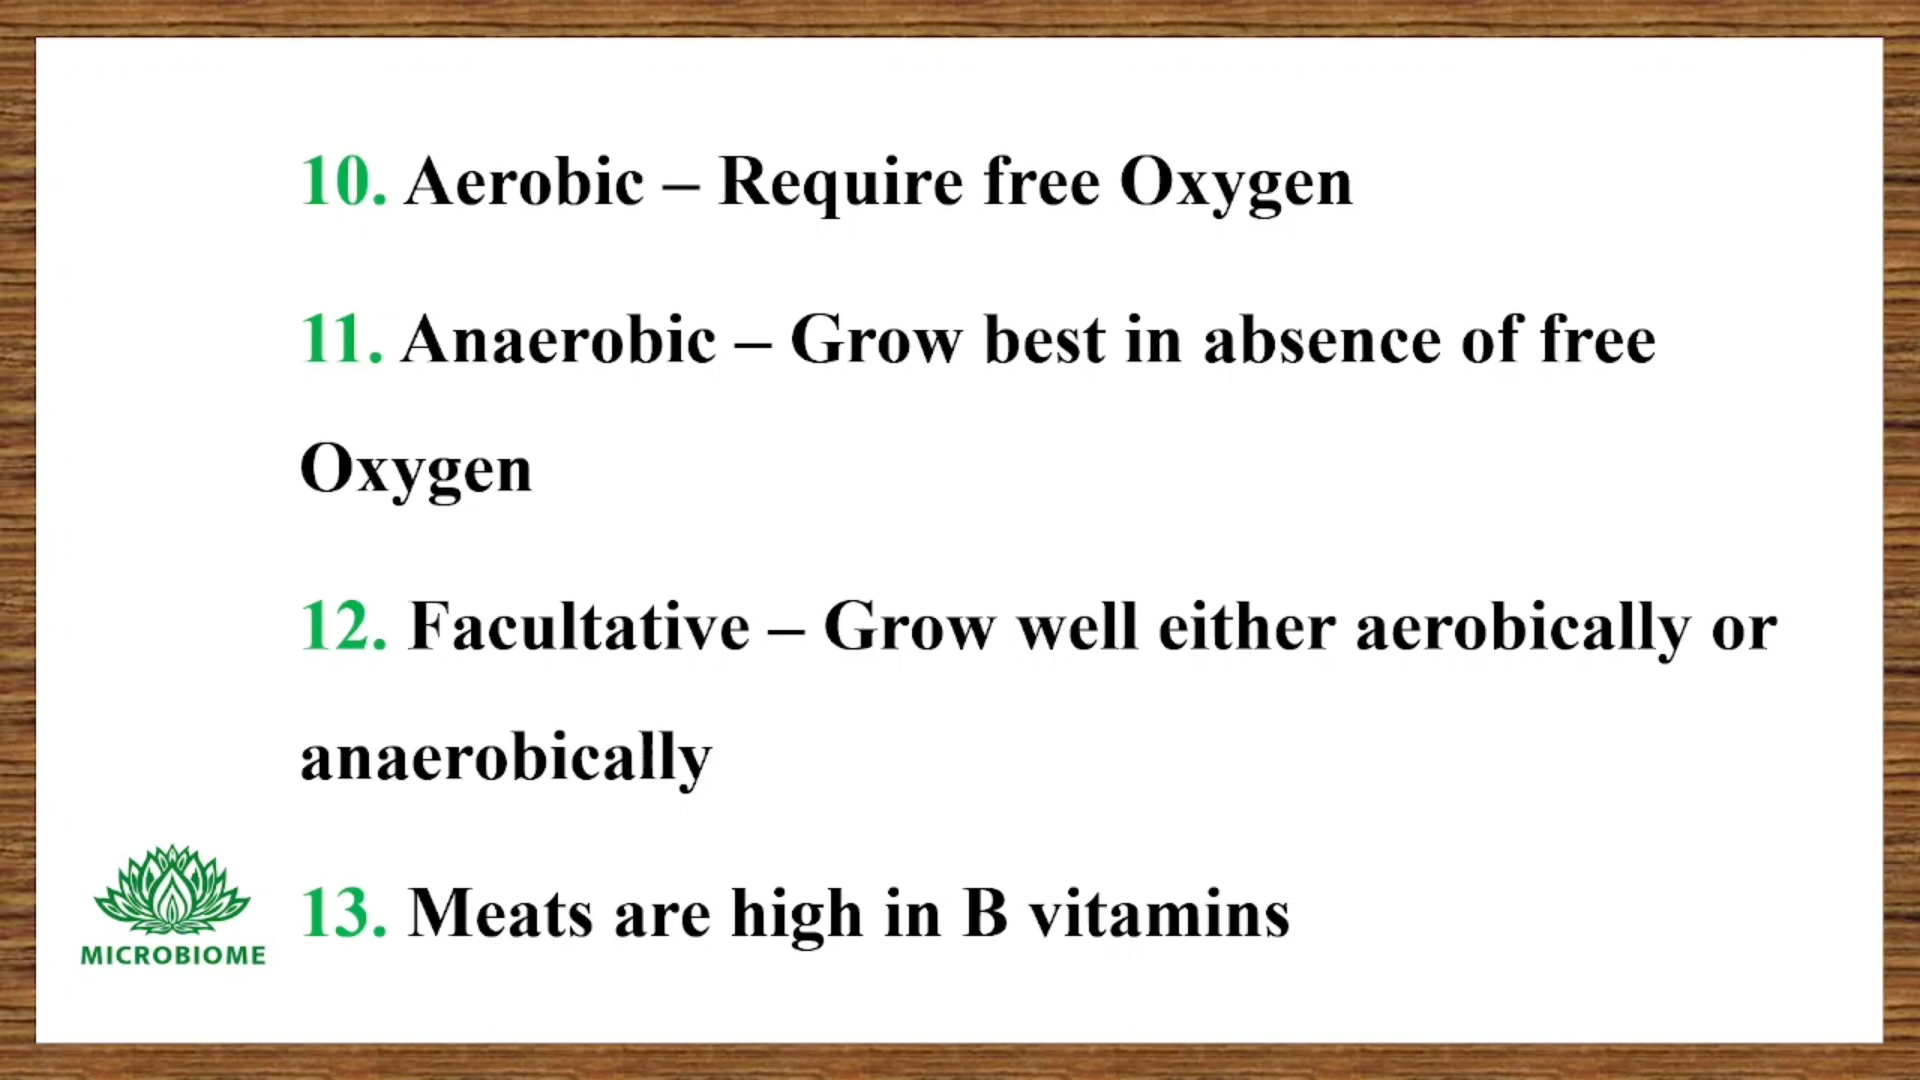 10. Aerobic – Require free Oxygen
11. Anaerobic – Grow best in absence of free
Oxygen
12. Facultative – Grow well either aerobically or
anaerobically
13. Meats are high in B vitamins
MICROBIOME